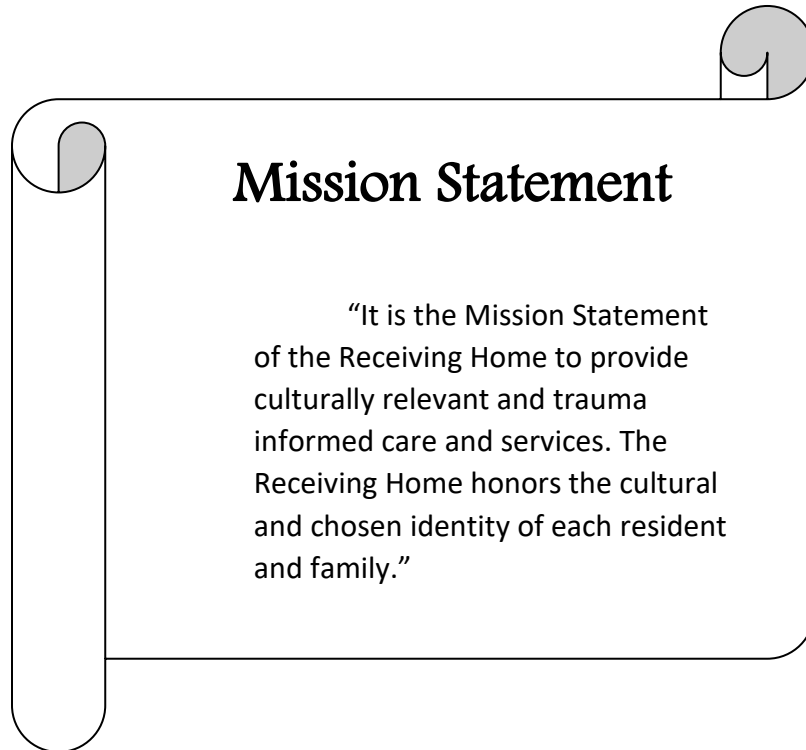 Mission Statement
“It is the Mission Statement
of the Receiving Home to provide
culturally relevant and trauma
informed care and services. The
Receiving Home honors the cultural
and chosen identity of each resident
and family.”